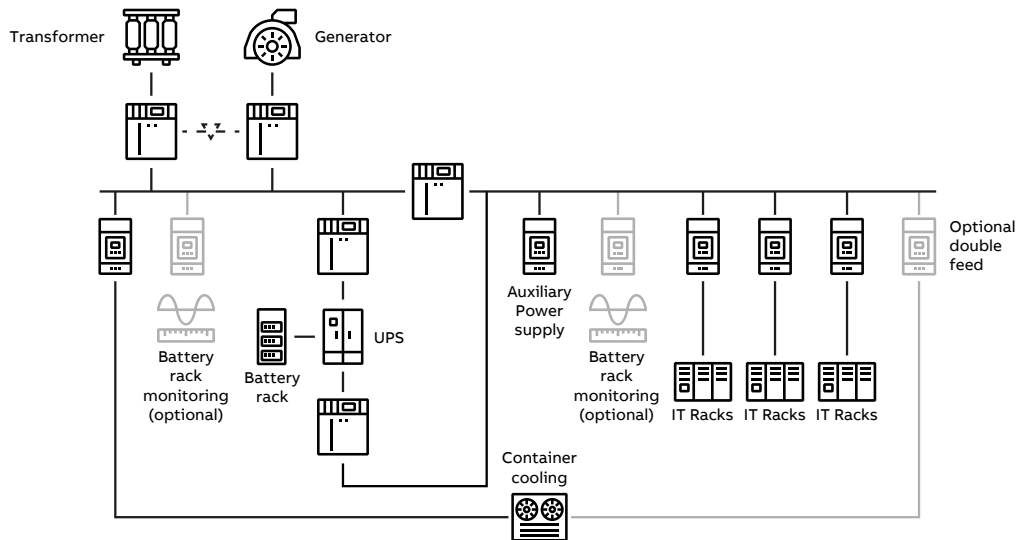 Transformer
Generator
Optional
double
feed
Auxiliary
Power
supply
UPS
Battery
rack
monitoring
(optional)
Battery
rack
Battery
rack
monitoring
(optional)
IT Racks
IT Racks
IT Racks
Container
cooling